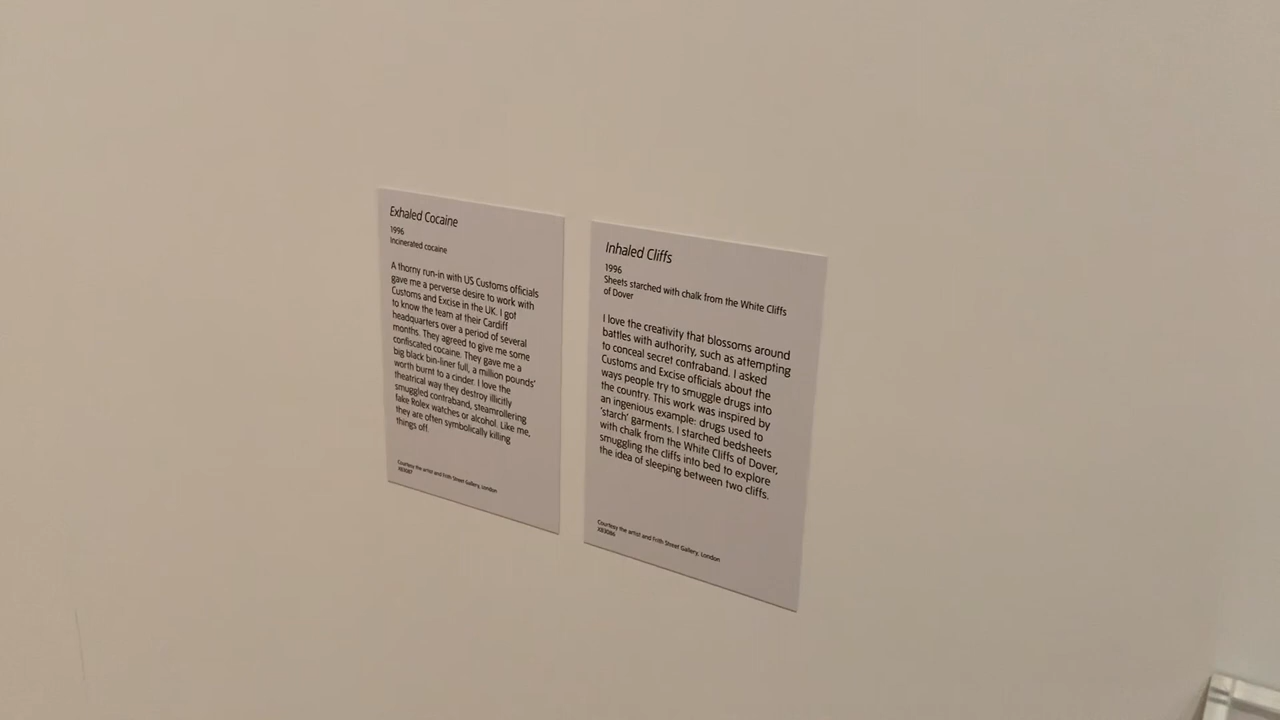 Exhaled Cocaine
1996
Incinerated cocaine
A thorny run-in with US Customs officials
gave me a perverse desire to work with
Customs and Excise in the UK. I got
to know the team at their Cardiff
headquarters over a period of several
months. They agreed to give me some
confiscated cocaine. They gave me a
big black bin-liner full, a million pounds'
worth burnt to a cinder. I love the
theatrical way they destroy illicitly
smuggled contraband, steamrollering
fake Rolex watches or alcohol. Like me,
they are often symbolically killing
things off.
Courtesy the artist and Frith Street Gallery, London
Inhaled Cliffs
1996
Sheets starched with chalk from the White Cliffs
of Dover
I love the creativity that blossoms around
battles with authority, such as attempting
to conceal secret contraband. I asked
Customs and Excise officials about the
ways people try to smuggle drugs into
the country. This work was inspired by
an ingenious example: drugs used to
'starch' garments. I starched bedsheets
with chalk from the White Cliffs of Dover,
smuggling the cliffs into bed to explore
the idea of sleeping between two cliffs.
Courtesy the artist and Frith Street Gallery, London
X83086